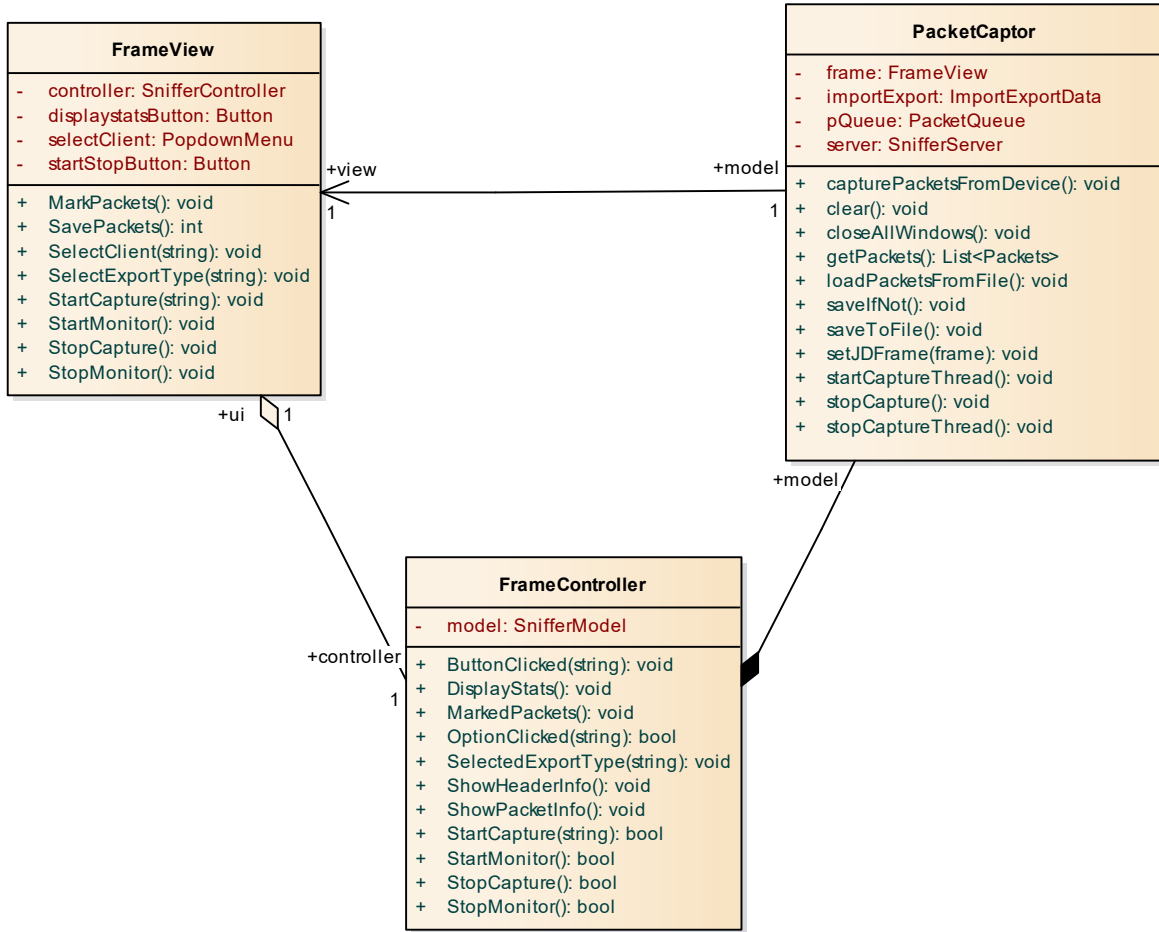 FrameView
- controller: SnifferController
- displaystatsButton: Button
- selectClient: PopdownMenu
- startStopButton: Button
+ MarkPackets(): void
+ SavePackets(): int
+ SelectClient(string): void
+ SelectExportType(string): void
+ StartCapture(string): void
+ StartMonitor(): void
+ StopCapture(): void
+ StopMonitor(): void
+view
1
+model
1
PacketCaptor
- frame: FrameView
- importExport: ImportExportData
- pQueue: PacketQueue
- server: SnifferServer
+ capturePacketsFromDevice(): void
+ clear(): void
+ closeAllWindows(): void
+ getPackets(): List<Packets>
+ loadPacketsFromFile(): void
+ saveIfNot(): void
+ saveToFile(): void
+ setJDFrame(frame): void
+ startCaptureThread(): void
+ stopCapture(): void
+ stopCaptureThread(): void
+ui 1
+model
+controller
1
FrameController
- model: SnifferModel
+ ButtonClicked(string): void
+ DisplayStats(): void
+ MarkedPackets(): void
+ OptionClicked(string): bool
+ SelectedExportType(string): void
+ ShowHeaderInfo(): void
+ ShowPacketInfo(): void
+ StartCapture(string): bool
+ StartMonitor(): bool
+ StopCapture(): bool
+ StopMonitor(): bool